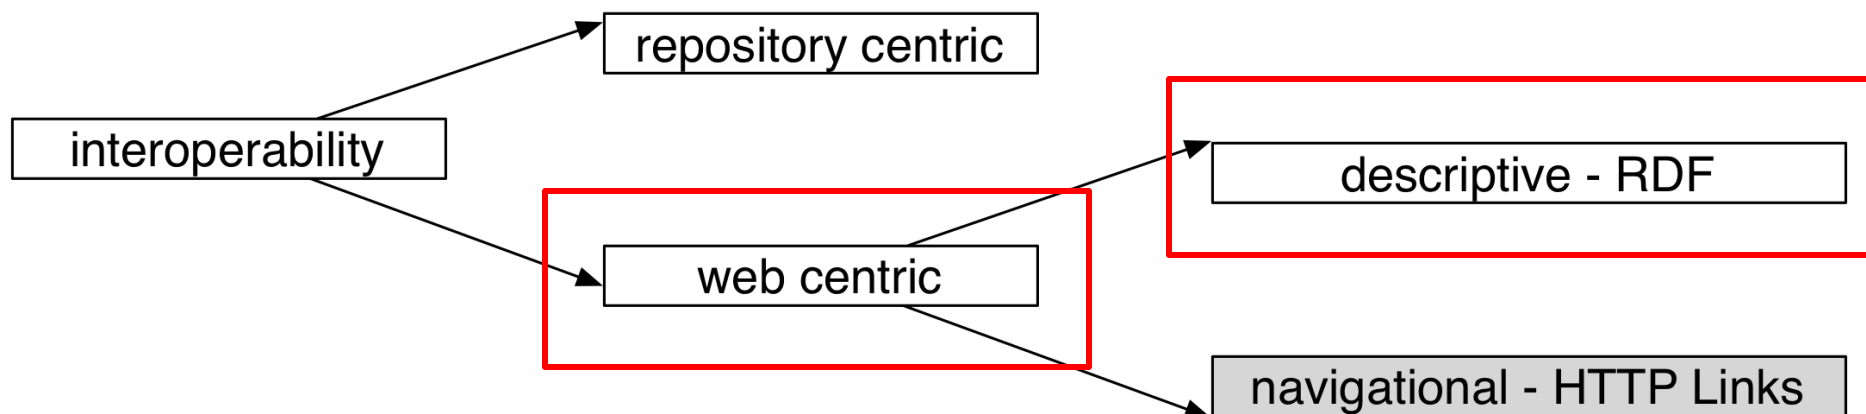 repository centric
interoperability
descriptive - RDF
web centric
navigational - HTTP Links